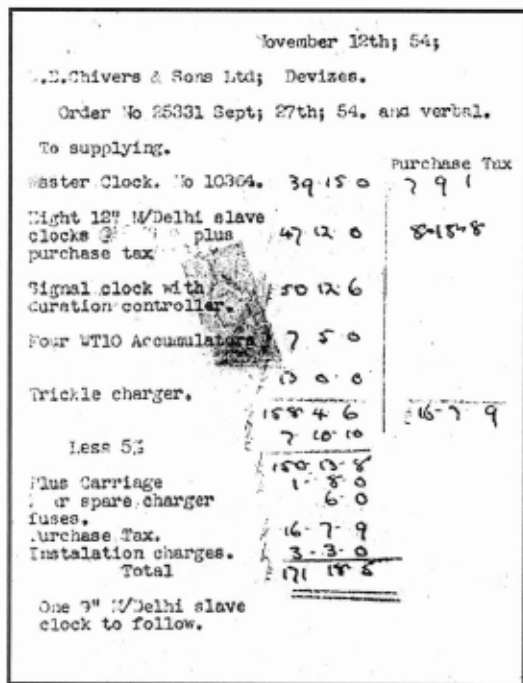 November 12th; 54;
.E.Chivers & Sons Ltd; Devizes.
Order No 25331 Sept; 27th; 54. and verbal.
To supplying.
Purchase Tax
Master Clock. No 10364. 39 15 0 7 9 1
Eight 12" M/Delhi slave
clocks @ plus 47 12 0 8-18-8
purchase tax
Signal clock with 50 12 6
duration controller.
Four WT10 Accumulators 7 5 0
13 0 0
Trickle charger.
158 4 6 16-7-9
Less 5% 7 10 10
150-13-8
Plus Carriage 1-8 0
spare charger 6 0
fuses.
Purchase Tax. 16-7-9
Instalation charges. 3-3-0
Total 171 18 5
One 9" M/Delhi slave
clock to follow.